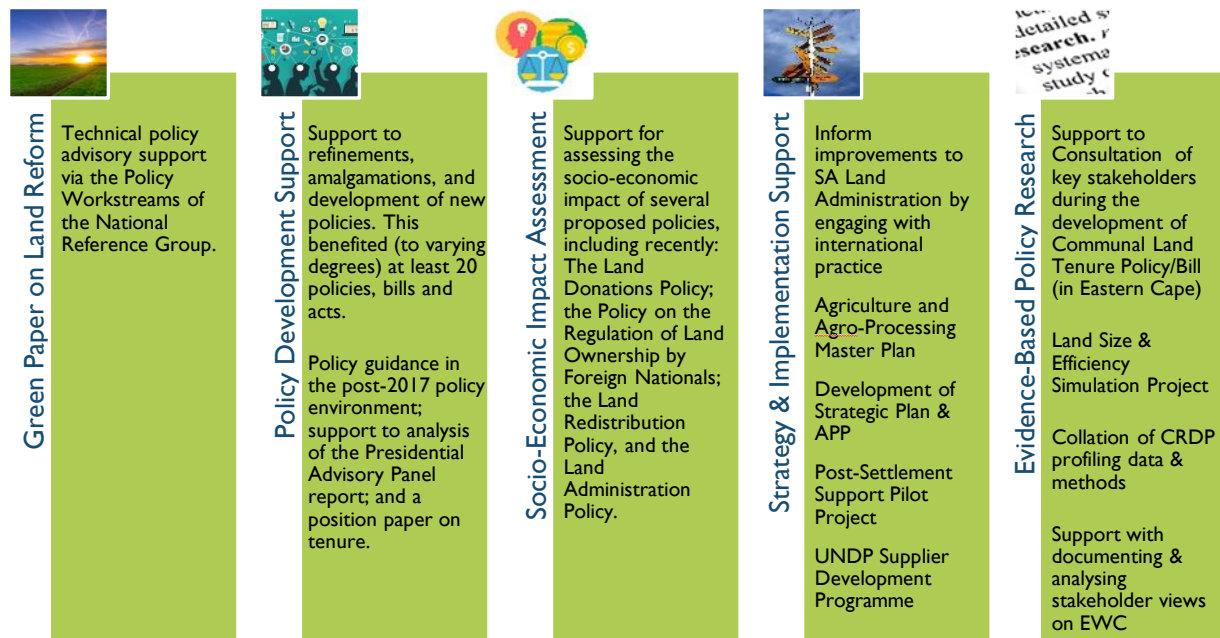 Green Paper on Land Reform
Technical policy
advisory support
via the Policy
Workstreams of
the National
Reference Group.
Policy Development Support
Support to
refinements,
amalgamations, and
development of new
policies. This
benefited (to varying
degrees) at least 20
policies, bills and
acts.
Policy guidance in
the post-2017 policy
environment;
support to analysis
of the Presidential
Advisory Panel
report; and a
position paper on
tenure.
Socio-Economic Impact Assessment
Support for
assessing the
socio-economic
impact of several
proposed policies,
including recently:
The Land
Donations Policy;
the Policy on the
Regulation of Land
Ownership by
Foreign Nationals;
the Land
Redistribution
Policy, and the
Land
Administration
Policy.
Strategy & Implementation Support
Inform
improvements to
SA Land
Administration by
engaging with
international
practice
Agriculture and
Agro-Processing
Master Plan
Development of
Strategic Plan &
APP
Post-Settlement
Support Pilot
Project
UNDP Supplier
Development
Programme
detailed
esearch.
systema
study
Evidence-Based Policy Research
Support to
Consultation of
key stakeholders
during the
development of
Communal Land
Tenure Policy/Bill
(in Eastern Cape)
Land Size &
Efficiency
Simulation Project
Collation of CRDP
profiling data &
methods
Support with
documenting &
analysing
stakeholder views
on EWC